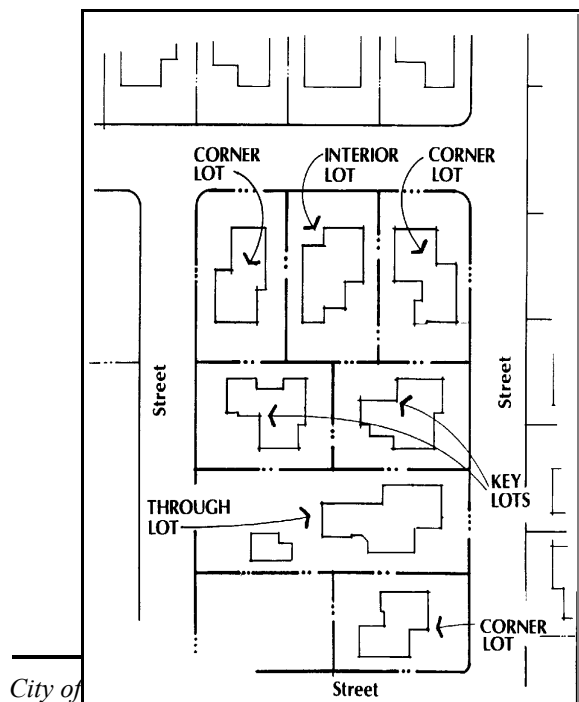 CORNER
LOT
INTERIOR
LOT
CORNER
LOT
Street
Street
KEY
LOTS
THROUGH
LOT
CORNER
LOT
Street
City of